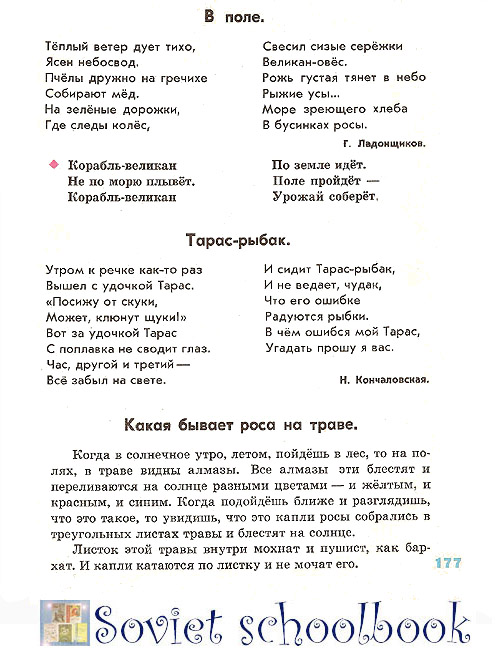 В поле.
Тёплый ветер дует тихо,
Ясен небосвод.
Пчёлы дружно на гречихе
Собирают мёд.
На зелёные дорожки,
Где следы колёс,
Свесил сизые серёжки
Великан-овёс.
Рожь густая тянет в небо
Рыжие усы...
Море зреющего хлеба
В бусинках росы.
Г. Ладонщиков.
Корабль-великан
Не по морю плывёт.
Корабль-великан
По земле идёт.
Поле пройдёт —
Урожай соберёт.
Тарас-рыбак.
Утром к речке как-то раз
Вышел с удочкой Тарас.
«Посижу от скуки,
Может, клюнут щуки!»
Вот за удочкой Тарас
С поплавка не сводит глаз.
Час, другой и третий —
Всё забыл на свете.
И сидит Тарас-рыбак,
И не ведает, чудак,
Что его ошибке
Радуются рыбки.
В чём ошибся мой Тарас,
Угадать прошу я вас.
Н. Кончаловская.
Какая бывает роса на траве.
Когда в солнечное утро, летом, пойдёшь в лес, то на по-
лях, в траве видны алмазы. Все алмазы эти блестят и
переливаются на солнце разными цветами — и жёлтым, и
красным, и синим. Когда подойдёшь ближе и разглядишь,
что это такое, то увидишь, что это капли росы собрались в
треугольных листах травы и блестят на солнце.
Листок этой травы внутри мохнат и пушист, как бар-
хат. И капли катаются по листку и не мочат его.
177
Soviet schoolbook